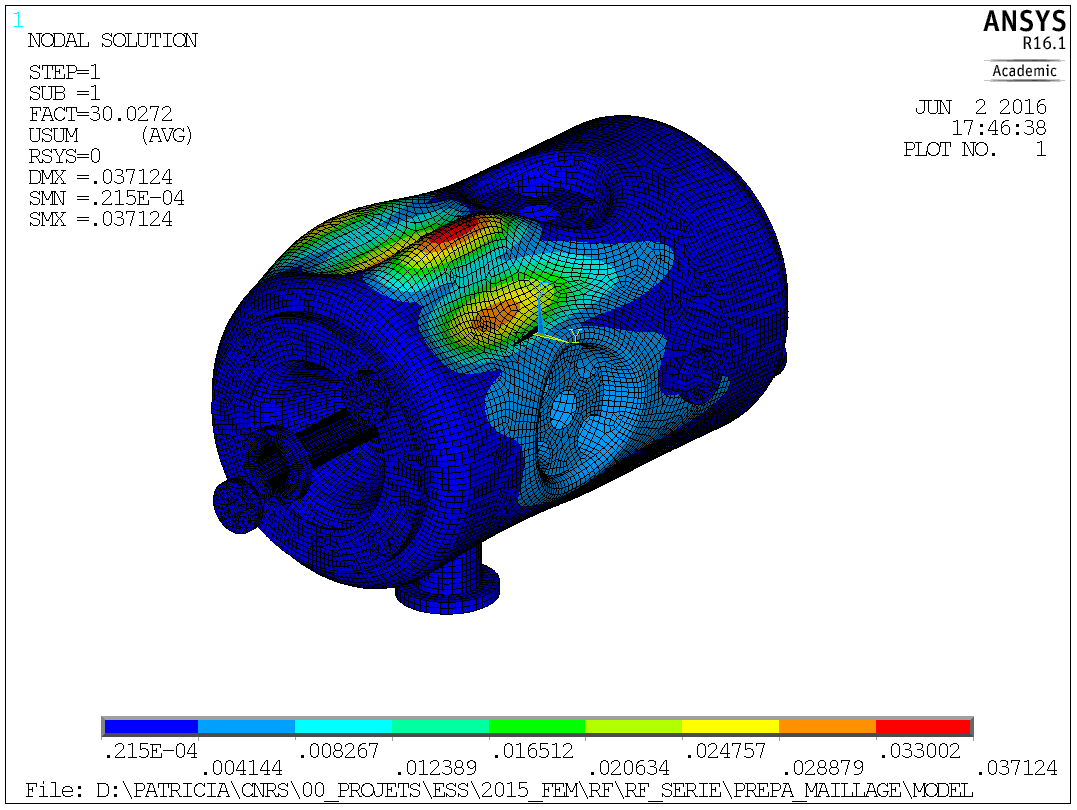 1
NODAL SOLUTION
STEP=1
SUB =1
FACT=30.0272
USUM (AVG)
RSYS=0
DMX =.037124
SMN =.215E-04
SMX =.037124
ANSYS
R16.1
Academic
JUN 2 2016
17:46:38
PLOT NO. 1
Y
.215E-04 .008267 .016512 .024757 .033002
.004144 .012389 .020634 .028879 .037124
File: D:\PATRICIA\CNRS\00_PROJETS\ESS\2015_FEM\RF\RF_SERIE\PREPA_MAILLAGE\MODEL